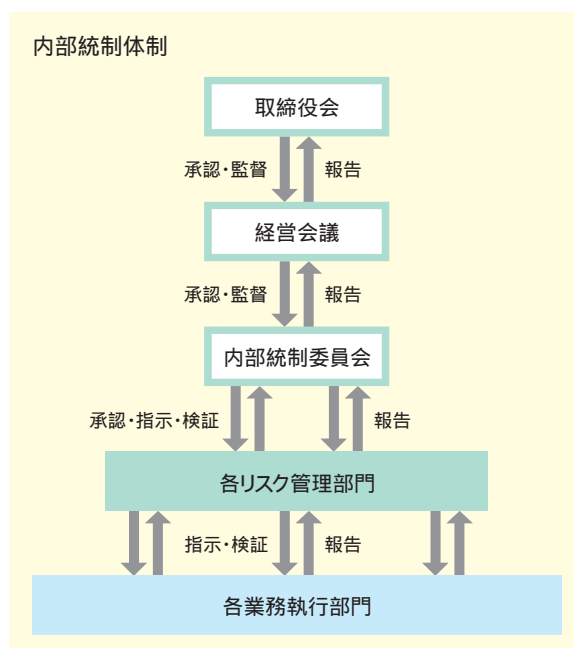 内部統制体制
取締役会
承認・監督
報告
経営会議
承認・監督
報告
内部統制委員会
承認・指示・検証
報告
各リスク管理部門
指示・検証
報告
各業務執行部門